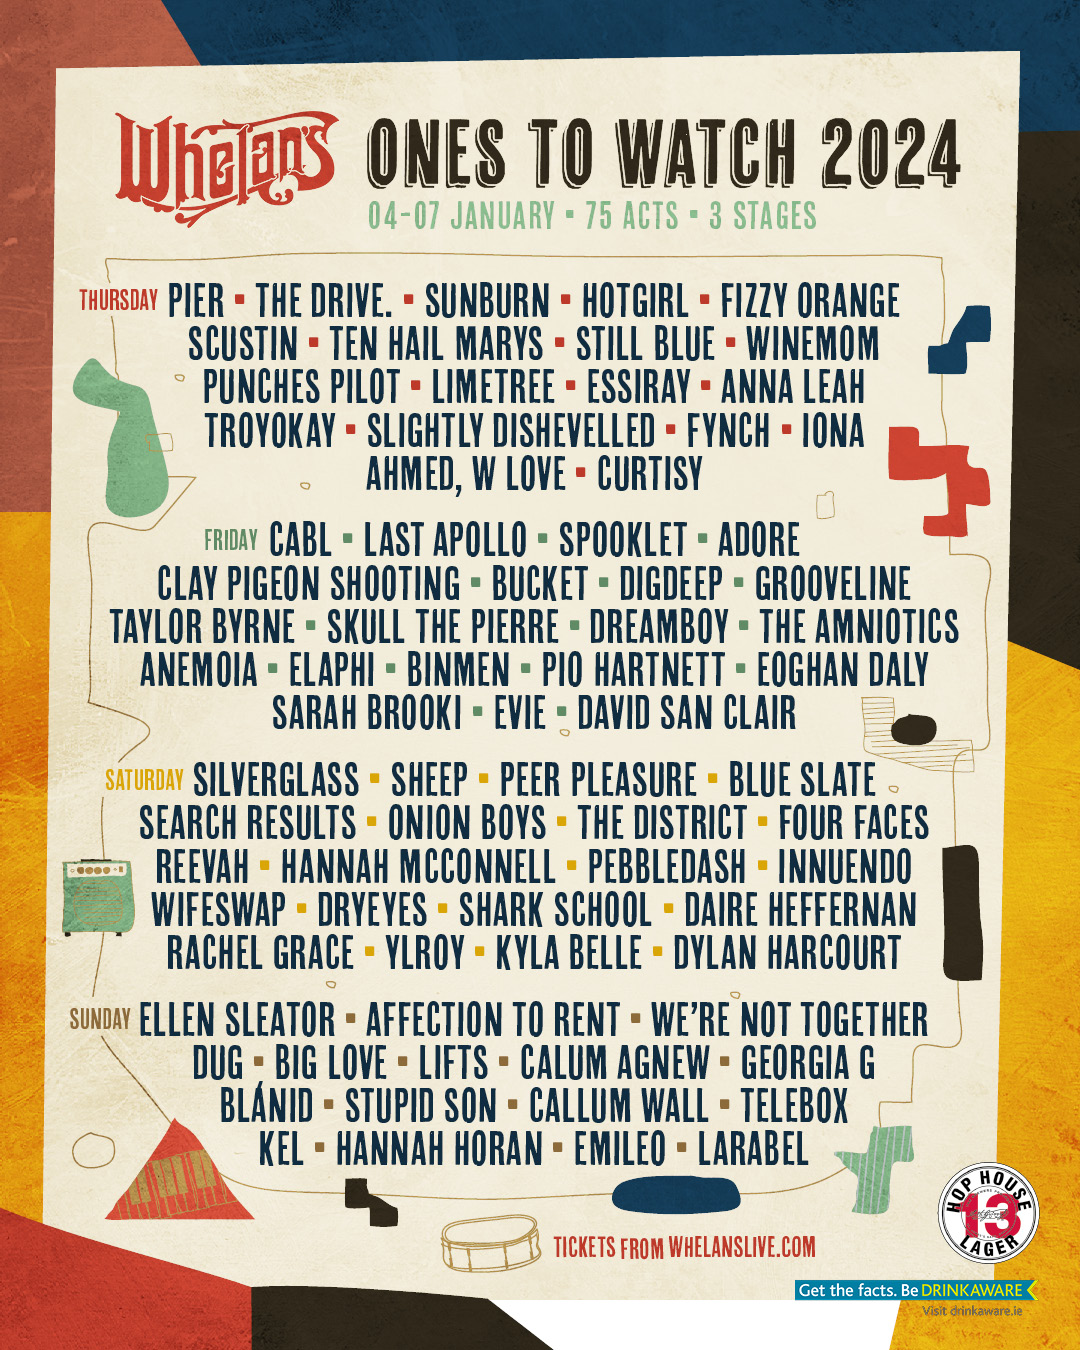 Whelan's ONES TO WATCH 2024
04-07 JANUARY ▪ 75 ACTS ▪ 3 STAGES
THURSDAY PIER ▪ THE DRIVE. ▪ SUNBURN ▪ HOTGIRL ▪ FIZZY ORANGE
SCUSTIN ▪ TEN HAIL MARYS ▪ STILL BLUE ▪ WINEMOM
PUNCHES PILOT ▪ LIMETREE ▪ ESSIRAY ▪ ANNA LEAH
TROYOKAY ▪ SLIGHTLY DISHEVELLED ▪ FYNCH ▪ IONA
AHMED, W LOVE ▪ CURTISY
FRIDAY CABL ▪ LAST APOLLO ▪ SPOOKLET ▪ ADORE
CLAY PIGEON SHOOTING ▪ BUCKET ▪ DIGDEEP ▪ GROOVELINE
TAYLOR BYRNE ▪ SKULL THE PIERRE ▪ DREAMBOY ▪ THE AMNIOTICS
ANEMOIA ▪ ELAPHI ▪ BINMEN ▪ PIO HARTNETT ▪ EOGHAN DALY
SARAH BROOKI ▪ EVIE ▪ DAVID SAN CLAIR
SATURDAY SILVERGLASS ▪ SHEEP ▪ PEER PLEASURE ▪ BLUE SLATE
SEARCH RESULTS ▪ ONION BOYS ▪ THE DISTRICT ▪ FOUR FACES
REEVAH ▪ HANNAH MCCONNELL ▪ PEBBLEDASH ▪ INNUENDO
WIFESWAP ▪ DRYEYES ▪ SHARK SCHOOL ▪ DAIRE HEFFERNAN
RACHEL GRACE ▪ YLROY ▪ KYLA BELLE ▪ DYLAN HARCOURT
SUNDAY ELLEN SLEATOR ▪ AFFECTION TO RENT ▪ WE'RE NOT TOGETHER
DUG ▪ BIG LOVE ▪ LIFTS ▪ CALUM AGNEW ▪ GEORGIA G
BLÁNID ▪ STUPID SON ▪ CALLUM WALL ▪ TELEBOX
KEL ▪ HANNAH HORAN ▪ EMILEO ▪ LARABEL
TICKETS FROM WHELANSLIVE.COM
HOP HOUSE
13
LAGER
Get the facts. Be DRINKAWARE
Visit drinkaware.ie